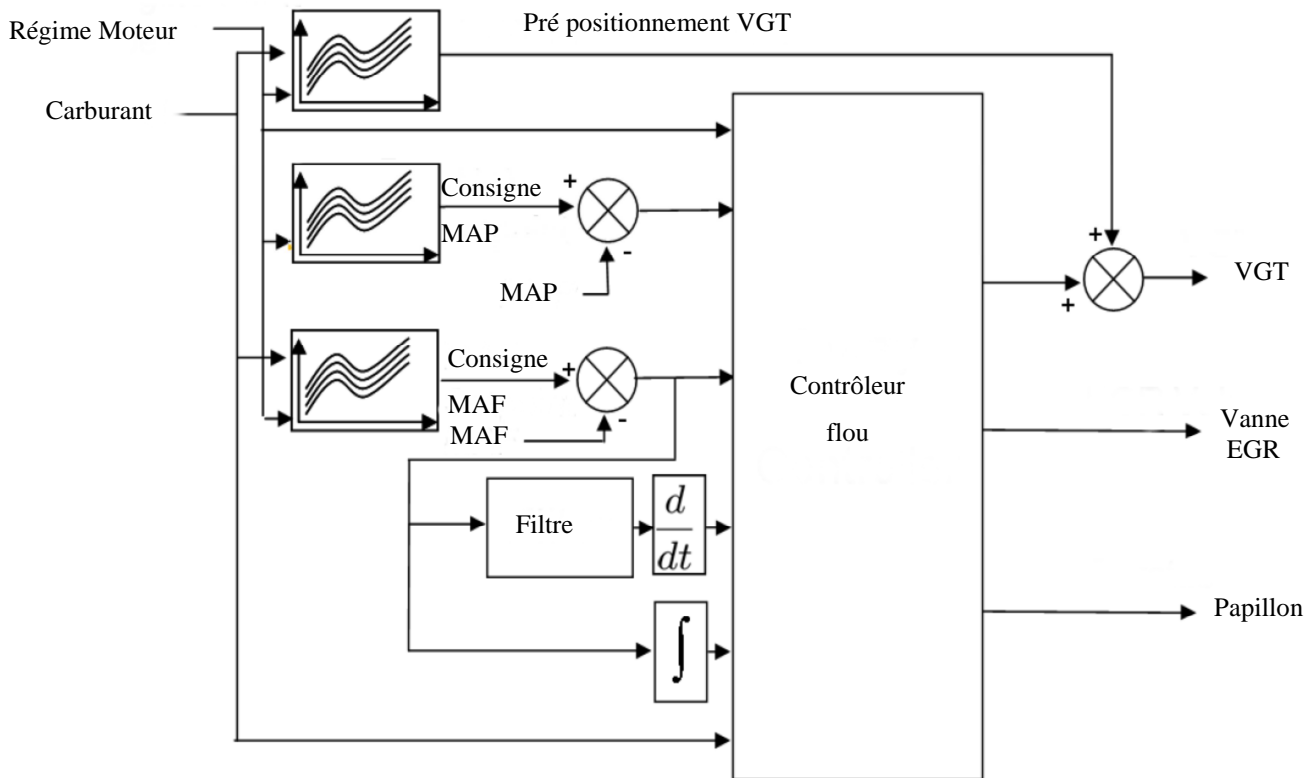 Pré positionnement VGT
Régime Moteur
Carburant
Consigne
+
MAP
-
MAP
+
+
VGT
Consigne
+
MAF
-
MAF
Contrôleur
flou
Vanne
EGR
Filtre
d
dt
∫
Papillon